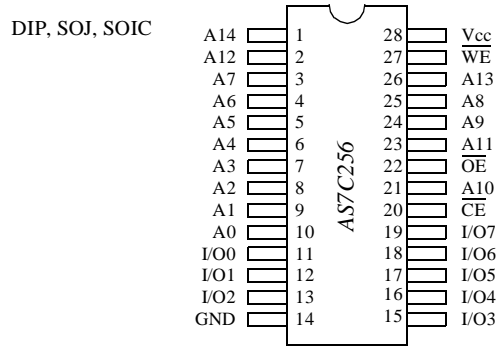 DIP, SOJ, SOIC
A14 1 28 Vcc
A12 2 27 W̅E̅
A7 3 26 A13
A6 4 25 A8
A5 5 24 A9
A4 6 23 A11
A3 7 22 O̅E̅
A2 8 21 A10
A1 9 20 C̅E̅
A0 10 19 I/O7
I/O0 11 18 I/O6
I/O1 12 17 I/O5
I/O2 13 16 I/O4
GND 14 15 I/O3
AS7C256